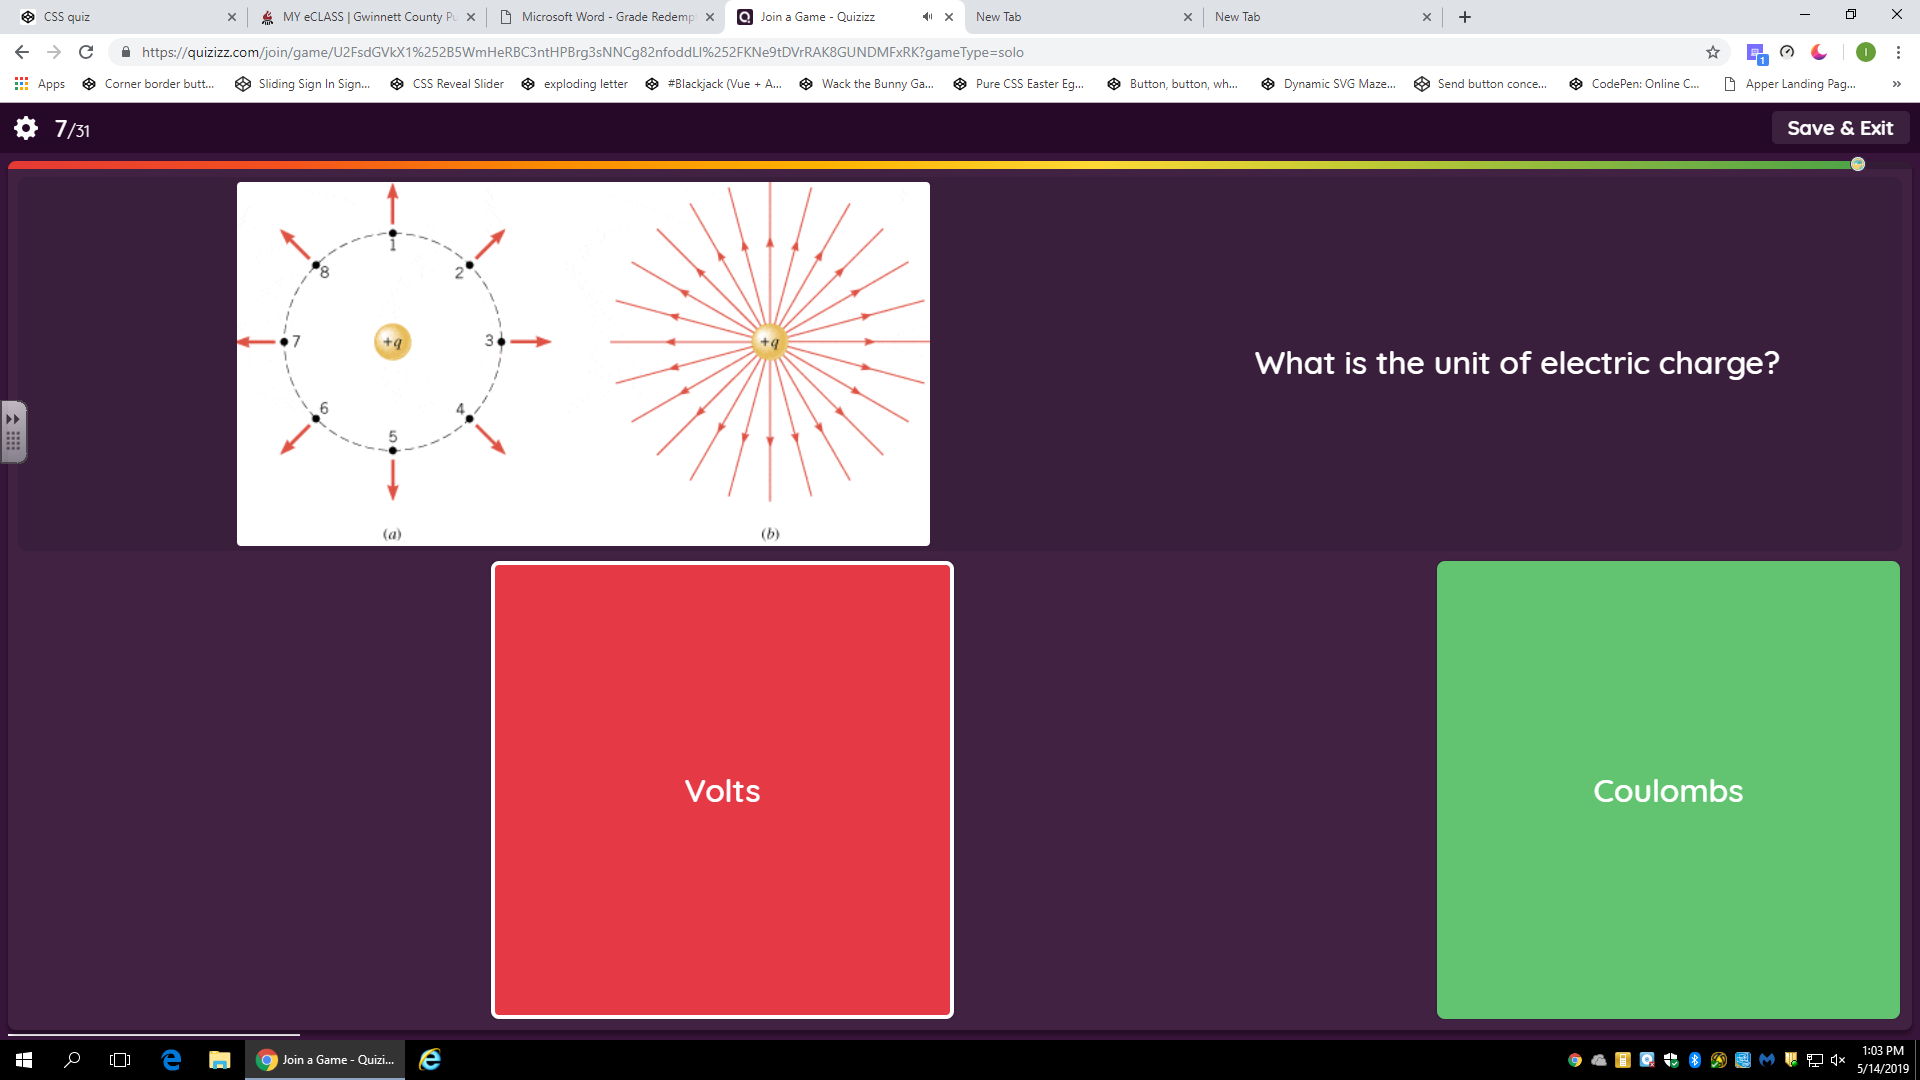 CSS quiz
MY eCLASS | Gwinnett County Pu
Microsoft Word - Grade Redemp
Join a Game - Quizizz
New Tab
New Tab
https://quizizz.com/join/game/U2FsdGVkX1%252B5WmHeRBC3ntHPBrg3sNNCg82nfoddLl%252FKNe9tDVrRAK8GUNDMFxRK?gameType=solo
1
I
Apps
Corner border butt...
Sliding Sign In Sign...
CSS Reveal Slider
exploding letter
#Blackjack (Vue + A...
Wack the Bunny Ga...
Pure CSS Easter Eg...
Button, button, wh...
Dynamic SVG Maze...
Send button conce...
CodePen: Online C...
Apper Landing Pag...
»
7/31
Save & Exit
1
2
3
4
5
6
7
8
+q
(a)
+q
(b)
What is the unit of electric charge?
Volts
Coulombs
Join a Game - Quizi...
1:03 PM
5/14/2019